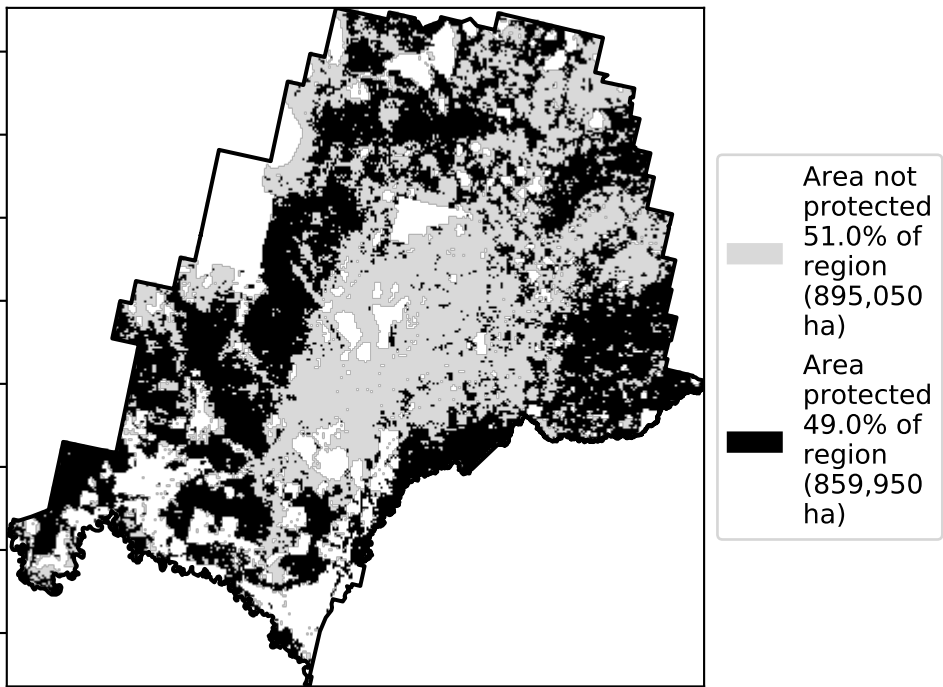 Area not
protected
51.0% of
region
(895,050
ha)
Area
protected
49.0% of
region
(859,950
ha)